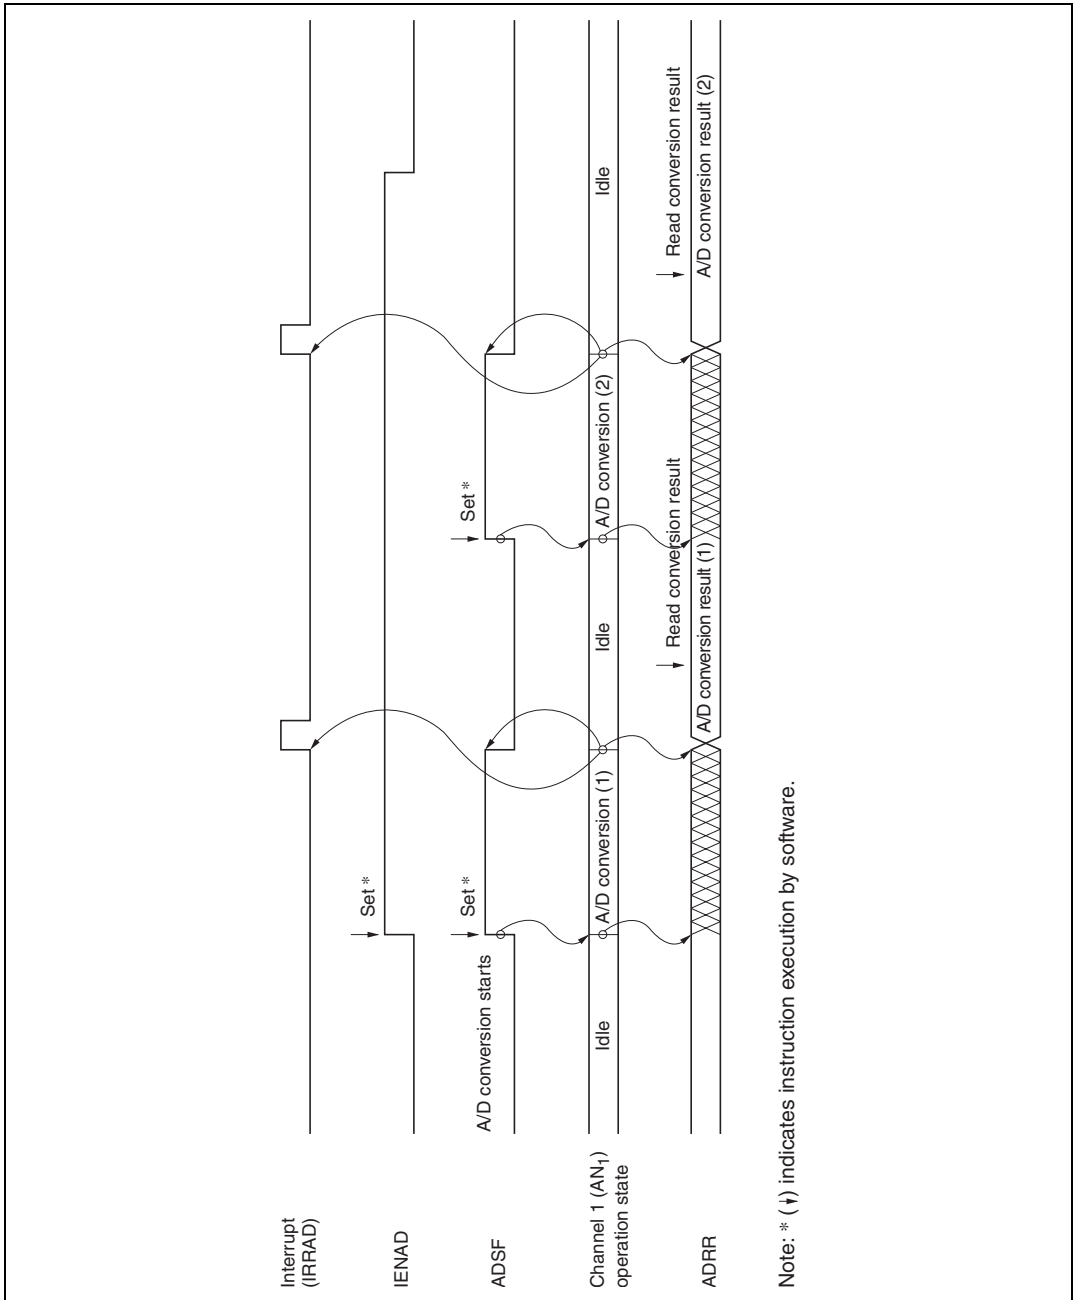 Interrupt
(IRRAD)
IENAD
Set *
ADSF
A/D conversion starts
Set *
Set *
Channel 1 (AN₁)
operation state
Idle
A/D conversion (1)
Idle
A/D conversion (2)
Idle
Read conversion result
Read conversion result
ADRR
A/D conversion result (1)
A/D conversion result (2)
Note: * (↓) indicates instruction execution by software.